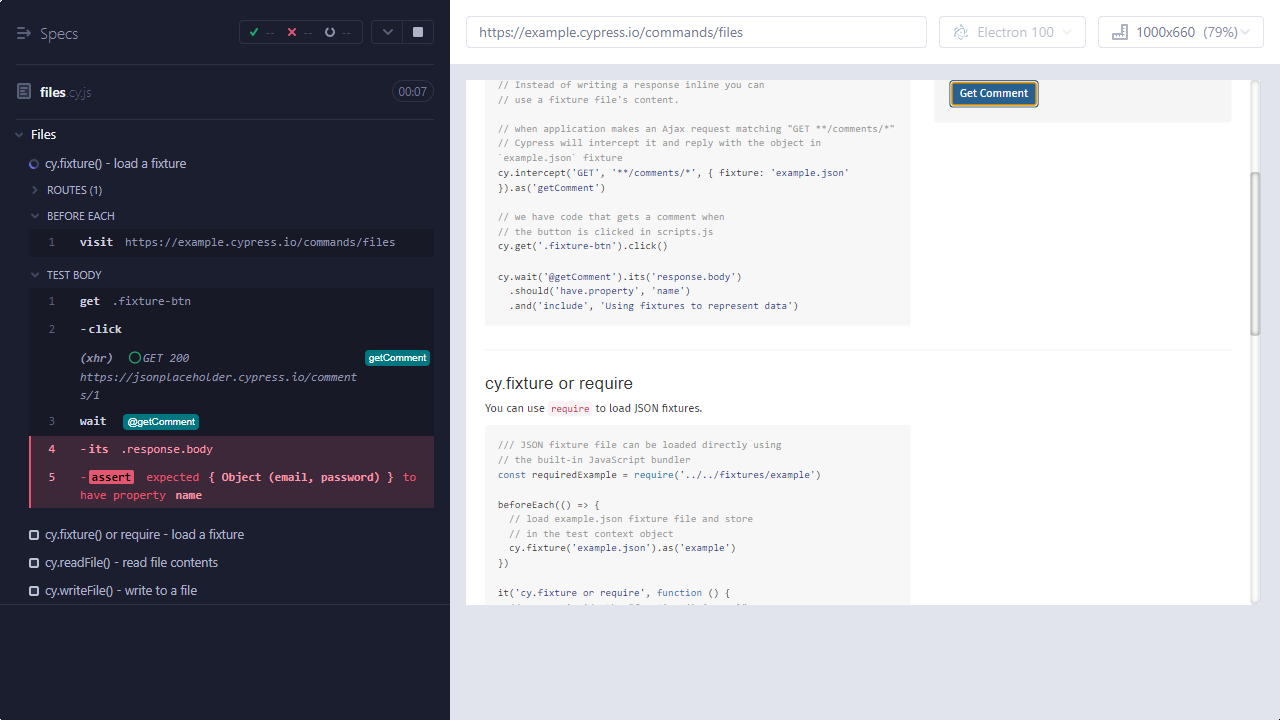 Specs
-- -- --
files.cy.js
00:07
Files
cy.fixture() - load a fixture
ROUTES (1)
BEFORE EACH
1 visit https://example.cypress.io/commands/files
TEST BODY
1 get .fixture-btn
2 -click
(xhr) GET 200 getComment
https://jsonplaceholder.cypress.io/comment
s/1
3 wait @getComment
4 -its .response.body
5 -assert expected { Object (email, password) } to
have property name
cy.fixture() or require - load a fixture
cy.readFile() - read file contents
cy.writeFile() - write to a file
https://example.cypress.io/commands/files
Electron 100
1000x660 (79%)
// Instead of writing a response inline you can
// use a fixture file's content.
// when application makes an Ajax request matching "GET **/comments/*"
// Cypress will intercept it and reply with the object in
`example.json` fixture
cy.intercept('GET', '**/comments/*', { fixture: 'example.json'
}).as('getComment')
// we have code that gets a comment when
// the button is clicked in scripts.js
cy.get('.fixture-btn').click()
cy.wait('@getComment').its('response.body')
.should('have.property', 'name')
.and('include', 'Using fixtures to represent data')
Get Comment
cy.fixture or require
You can use require to load JSON fixtures.
/// JSON fixture file can be loaded directly using
// the built-in JavaScript bundler
const requiredExample = require('../../fixtures/example')
beforeEach(() => {
// load example.json fixture file and store
// in the test context object
cy.fixture('example.json').as('example')
})
it('cy.fixture or require', function () {